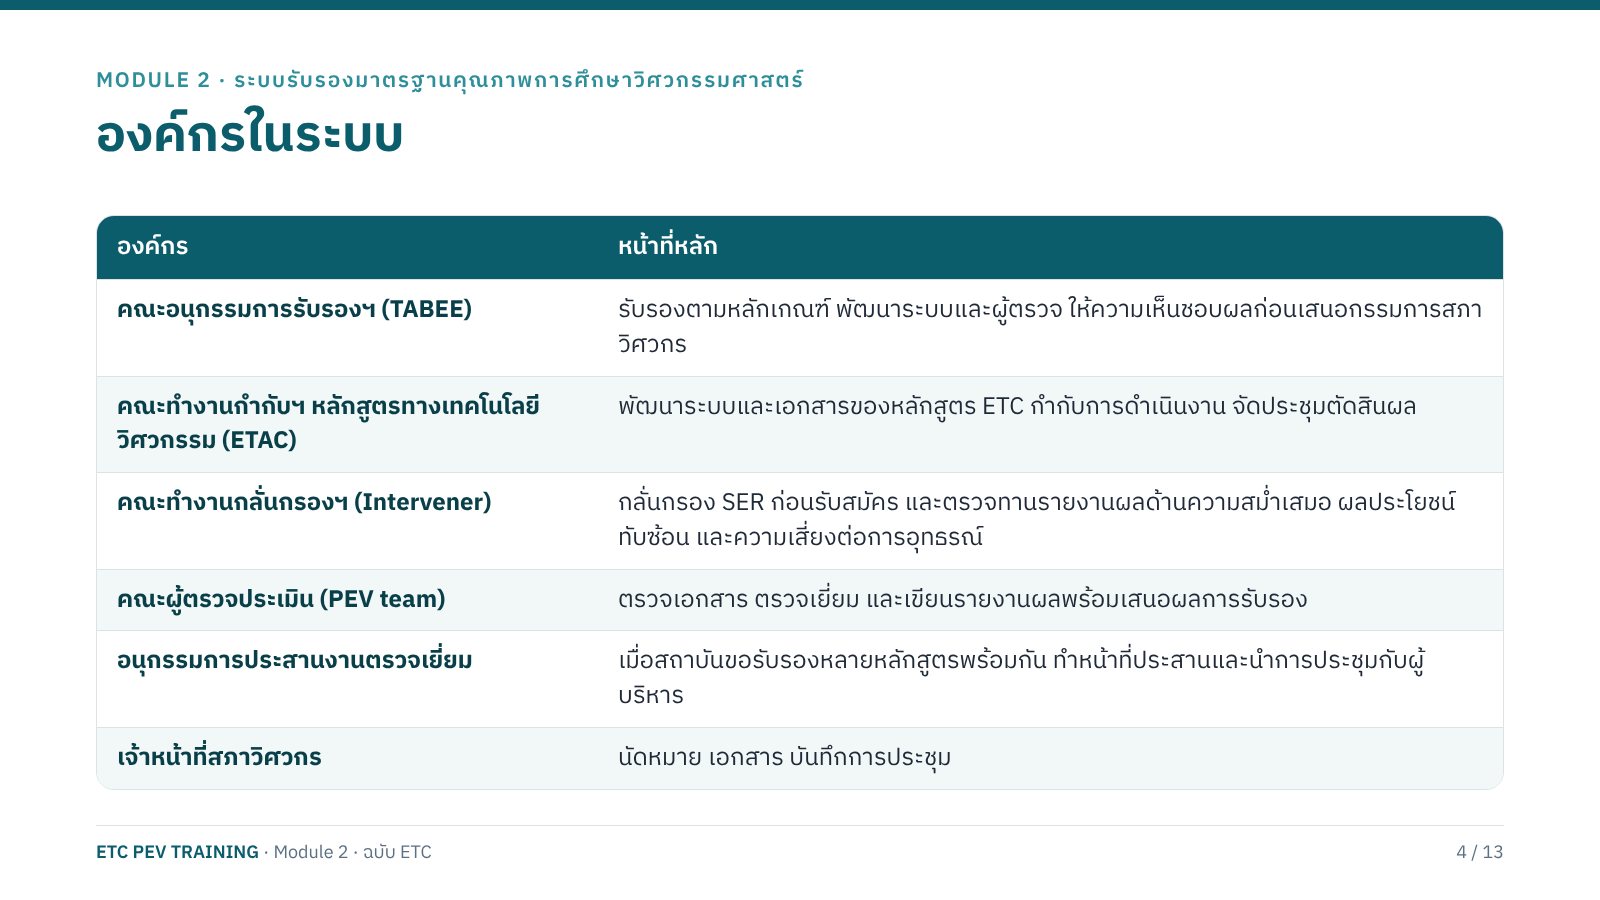 MODULE 2 · ระบบรับรองมาตรฐานคุณภาพการศึกษาวิศวกรรมศาสตร์
องค์กรในระบบ
องค์กร
หน้าที่หลัก
คณะอนุกรรมการรับรองฯ (TABEE)
รับรองตามหลักเกณฑ์ พัฒนาระบบและผู้ตรวจ ให้ความเห็นชอบผลก่อนเสนอกรรมการสภา
วิศวกร
คณะทำงานกำกับฯ หลักสูตรทางเทคโนโลยี
วิศวกรรม (ETAC)
พัฒนาระบบและเอกสารของหลักสูตร ETC กำกับการดำเนินงาน จัดประชุมตัดสินผล
คณะทำงานกลั่นกรองฯ (Intervener)
กลั่นกรอง SER ก่อนรับสมัคร และตรวจทานรายงานผลด้านความสม่ำเสมอ ผลประโยชน์
ทับซ้อน และความเสี่ยงต่อการอุทธรณ์
คณะผู้ตรวจประเมิน (PEV team)
ตรวจเอกสาร ตรวจเยี่ยม และเขียนรายงานผลพร้อมเสนอผลการรับรอง
อนุกรรมการประสานงานตรวจเยี่ยม
เมื่อสถาบันขอรับรองหลายหลักสูตรพร้อมกัน ทำหน้าที่ประสานและนำการประชุมกับผู้
บริหาร
เจ้าหน้าที่สภาวิศวกร
นัดหมาย เอกสาร บันทึกการประชุม
ETC PEV TRAINING · Module 2 · ฉบับ ETC
4 / 13